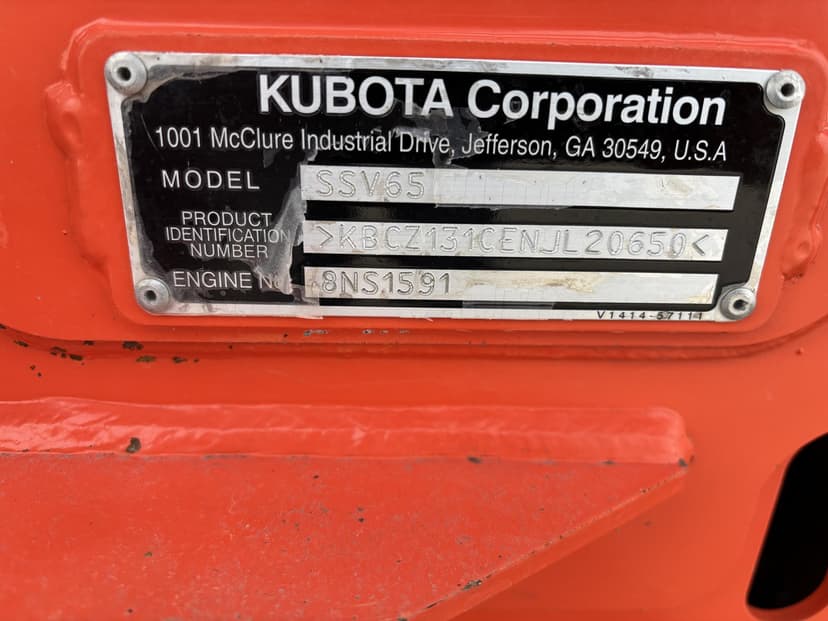 KUBOTA Corporation
1001 McClure Industrial Drive, Jefferson, GA 30549, U.S.A
MODEL SSV65
PRODUCT
IDENTIFICATION
NUMBER >KBCZ131CENJL20650<
ENGINE No. 8NS1591
V1414-57111